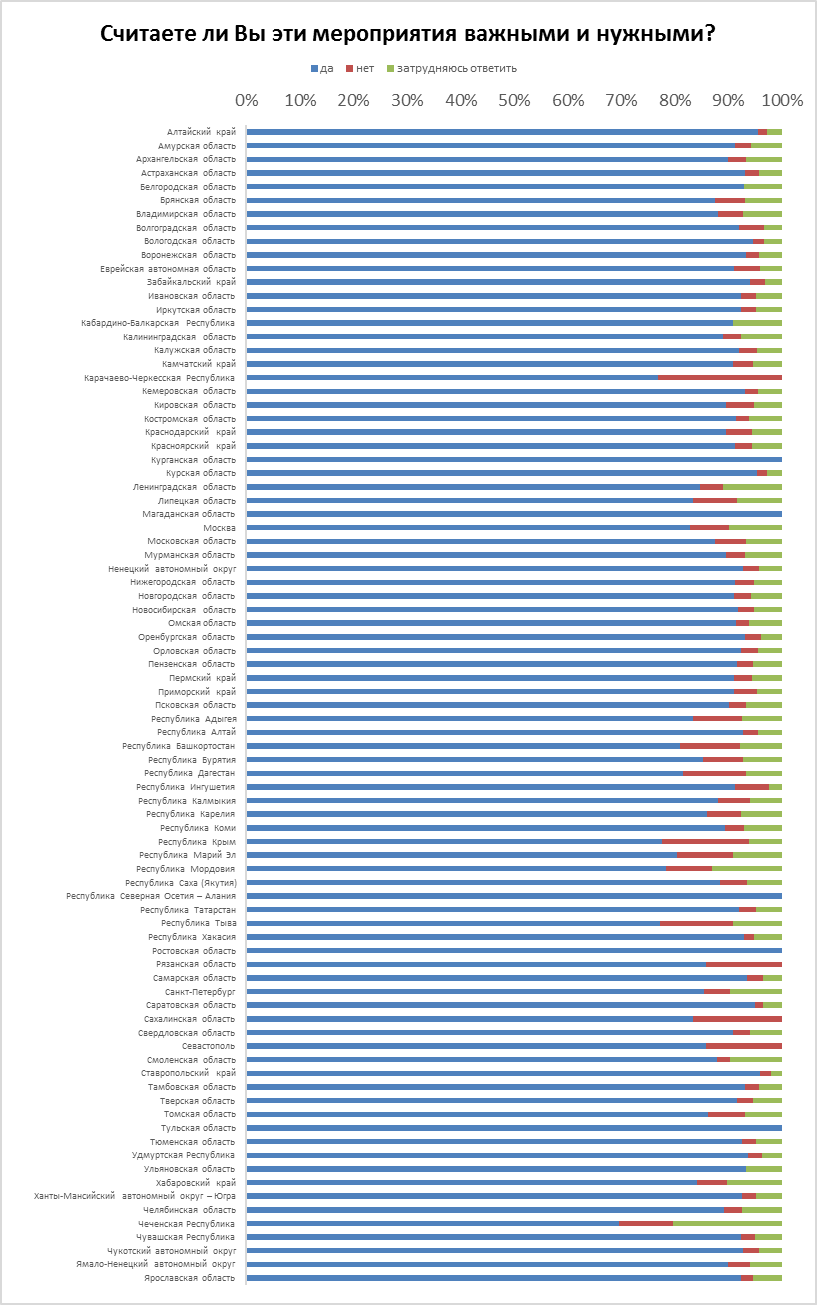 Считаете ли Вы эти мероприятия важными и нужными?
да нет затрудняюсь ответить
0% 10% 20% 30% 40% 50% 60% 70% 80% 90% 100%
Алтайский край
Амурская область
Архангельская область
Астраханская область
Белгородская область
Брянская область
Владимирская область
Волгоградская область
Вологодская область
Воронежская область
Еврейская автономная область
Забайкальский край
Ивановская область
Иркутская область
Кабардино-Балкарская Республика
Калининградская область
Калужская область
Камчатский край
Карачаево-Черкесская Республика
Кемеровская область
Кировская область
Костромская область
Краснодарский край
Красноярский край
Курганская область
Курская область
Ленинградская область
Липецкая область
Магаданская область
Москва
Московская область
Мурманская область
Ненецкий автономный округ
Нижегородская область
Новгородская область
Новосибирская область
Омская область
Оренбургская область
Орловская область
Пензенская область
Пермский край
Приморский край
Псковская область
Республика Адыгея
Республика Алтай
Республика Башкортостан
Республика Бурятия
Республика Дагестан
Республика Ингушетия
Республика Калмыкия
Республика Карелия
Республика Коми
Республика Крым
Республика Марий Эл
Республика Мордовия
Республика Саха (Якутия)
Республика Северная Осетия – Алания
Республика Татарстан
Республика Тыва
Республика Хакасия
Ростовская область
Рязанская область
Самарская область
Санкт-Петербург
Саратовская область
Сахалинская область
Свердловская область
Севастополь
Смоленская область
Ставропольский край
Тамбовская область
Тверская область
Томская область
Тульская область
Тюменская область
Удмуртская Республика
Ульяновская область
Хабаровский край
Ханты-Мансийский автономный округ – Югра
Челябинская область
Чеченская Республика
Чувашская Республика
Чукотский автономный округ
Ямало-Ненецкий автономный округ
Ярославская область